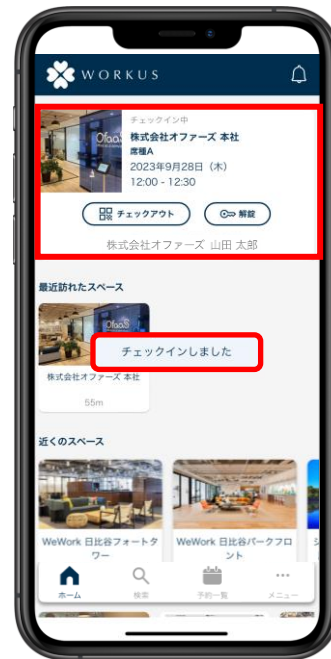 WORKUS
チェックイン中
株式会社オファーズ 本社
席種A
2023年9月28日（木）
12:00 - 12:30
チェックアウト
解錠
株式会社オファーズ 山田 太郎
最近訪れたスペース
チェックインしました
株式会社オファーズ 本社
55m
近くのスペース
WeWork 日比谷フォートタワー
WeWork 日比谷パークフロント
ホーム
検索
予約一覧
メニュー